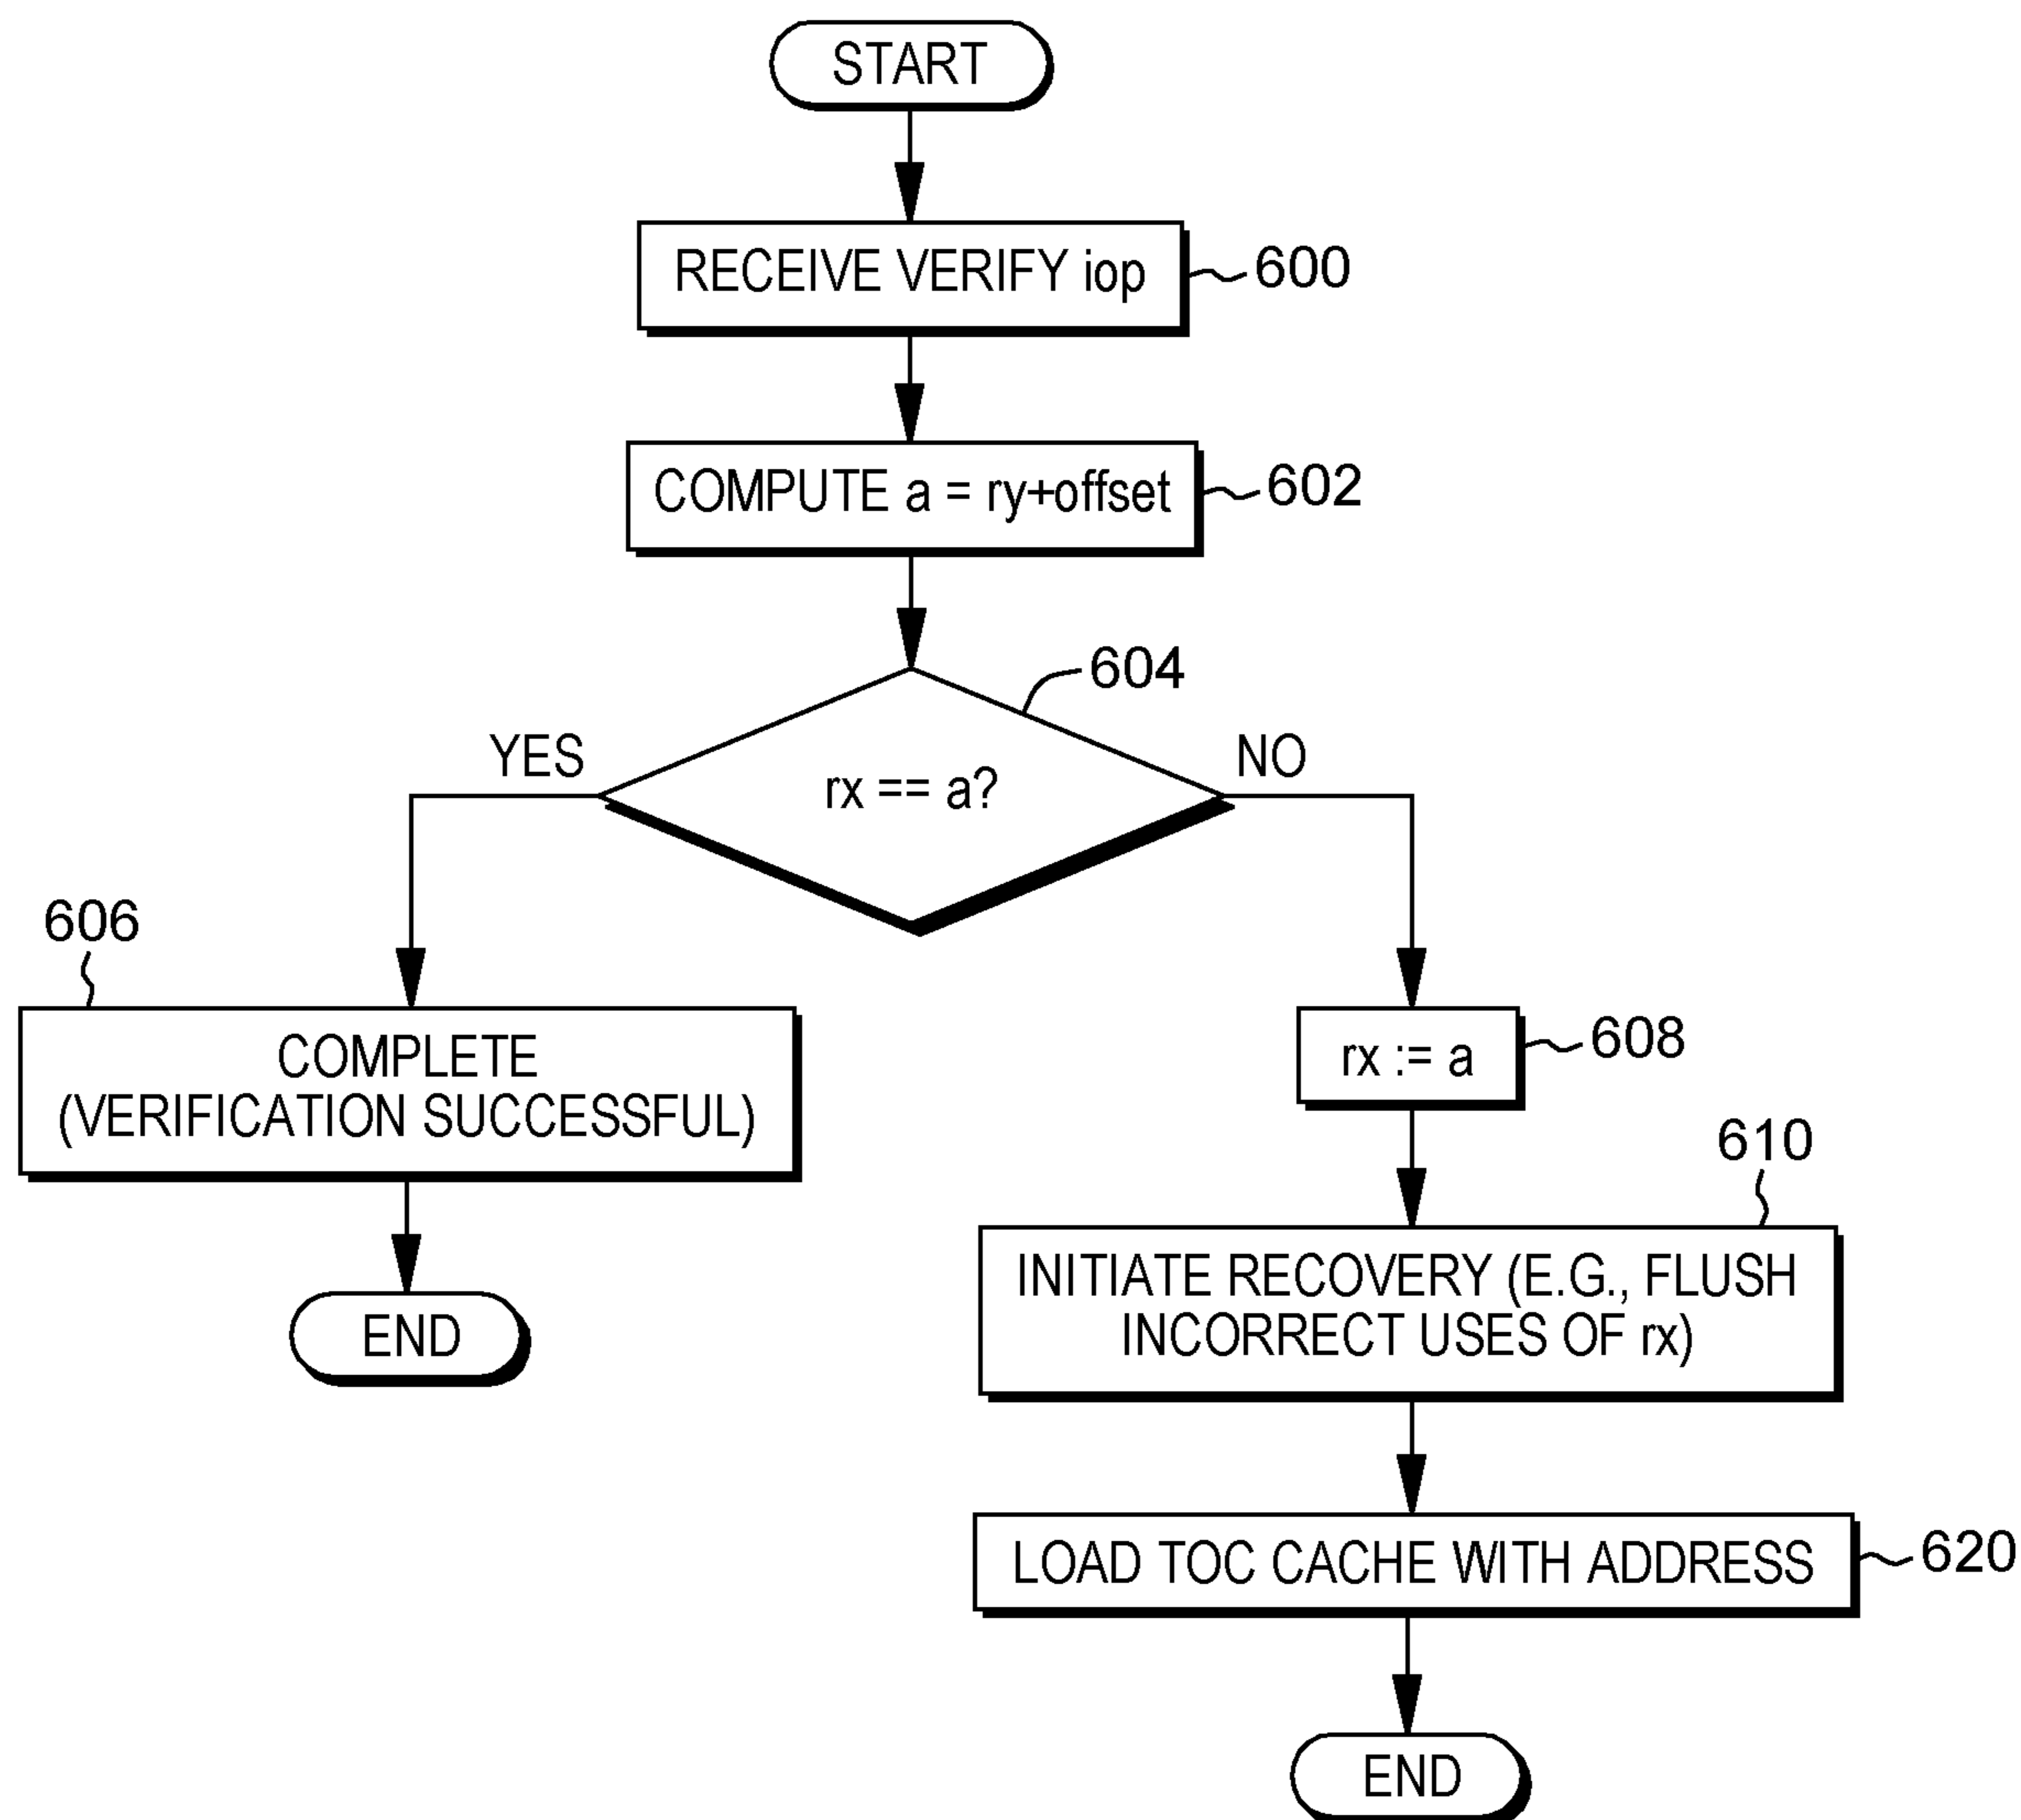 START
RECEIVE VERIFY iop
600
COMPUTE a = ry+offset
602
604
YES
rx == a?
NO
606
COMPLETE
(VERIFICATION SUCCESSFUL)
END
rx := a
608
610
INITIATE RECOVERY (E.G., FLUSH
INCORRECT USES OF rx)
LOAD TOC CACHE WITH ADDRESS
620
END